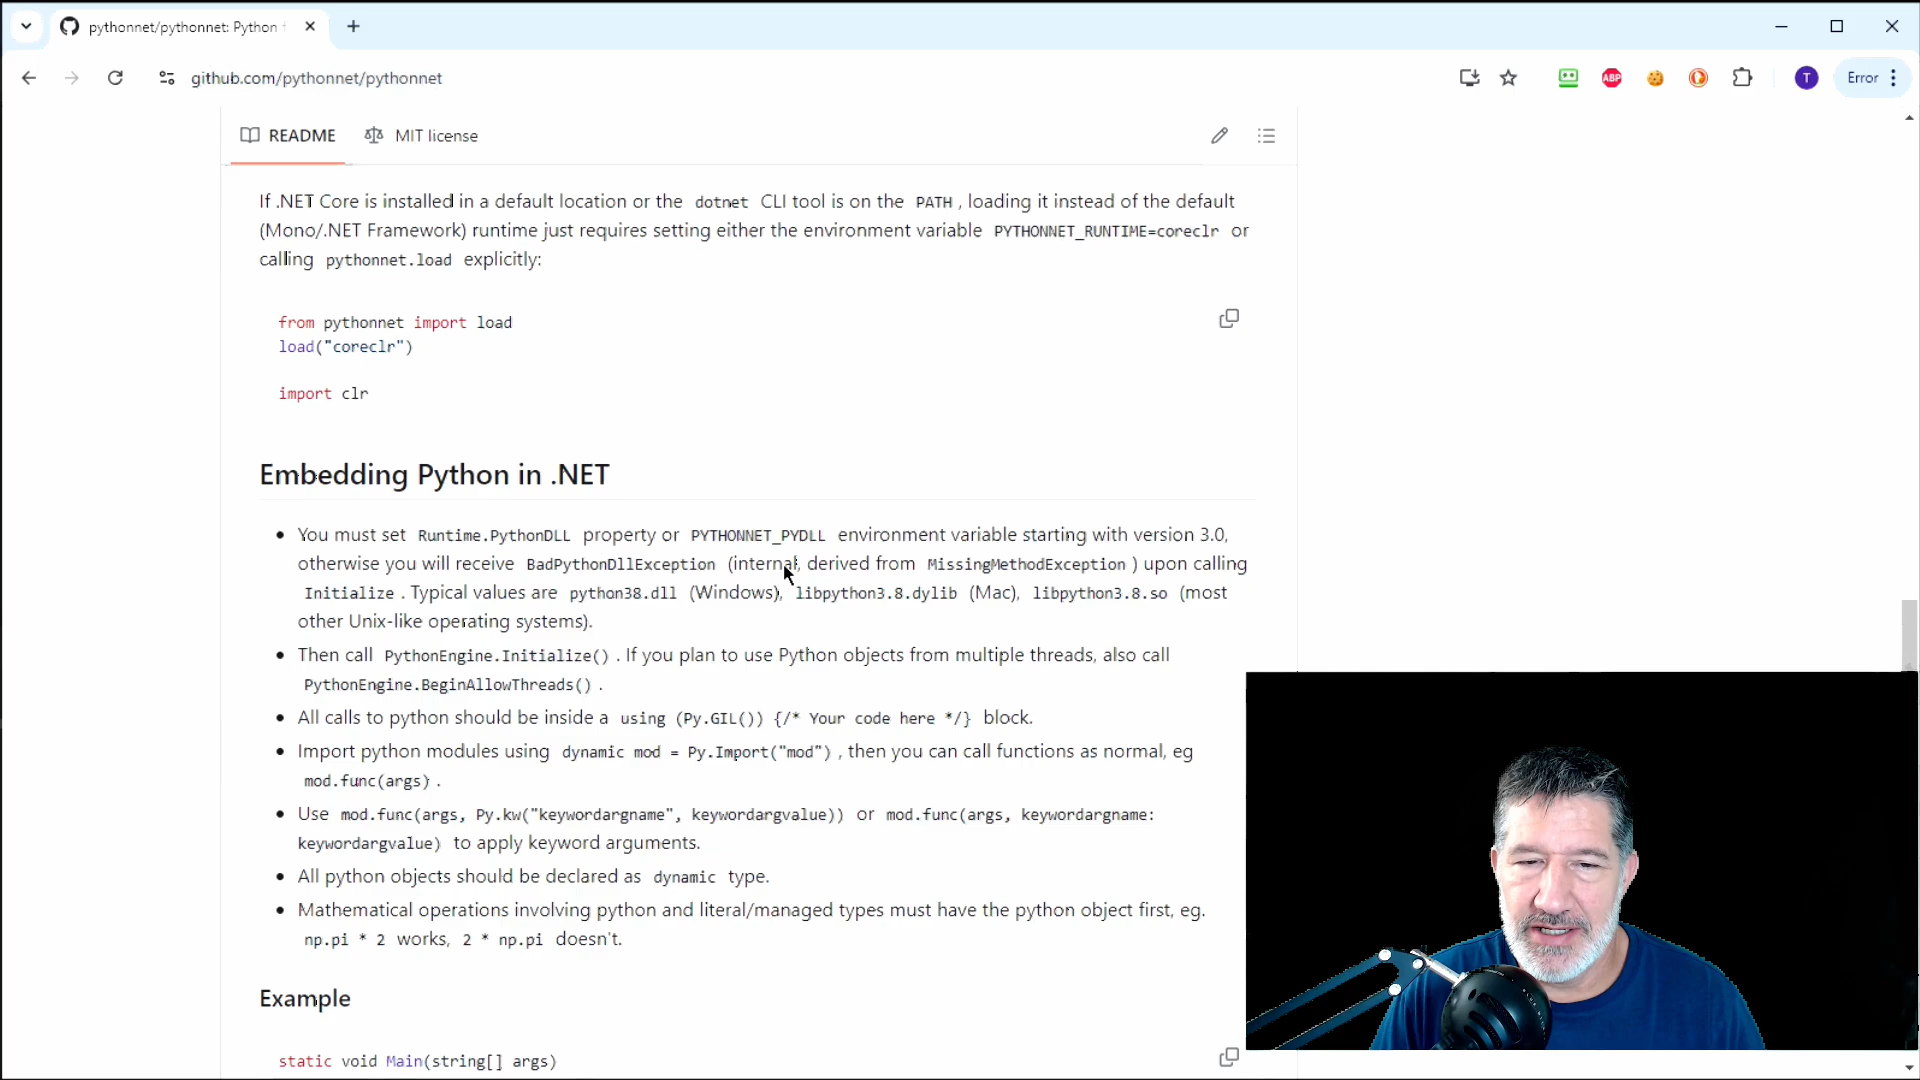 pythonnet/pythonnet: Python
github.com/pythonnet/pythonnet
ABP
T
Error
README
MIT license
If .NET Core is installed in a default location or the dotnet CLI tool is on the PATH , loading it instead of the default
(Mono/.NET Framework) runtime just requires setting either the environment variable PYTHONNET_RUNTIME=coreclr or
calling pythonnet.load explicitly:
from pythonnet import load
load("coreclr")
import clr
Embedding Python in .NET
• You must set Runtime.PythonDLL property or PYTHONNET_PYDLL environment variable starting with version 3.0,
otherwise you will receive BadPythonDllException (internal, derived from MissingMethodException ) upon calling
Initialize . Typical values are python38.dll (Windows), libpython3.8.dylib (Mac), libpython3.8.so (most
other Unix-like operating systems).
• Then call PythonEngine.Initialize() . If you plan to use Python objects from multiple threads, also call
PythonEngine.BeginAllowThreads() .
• All calls to python should be inside a using (Py.GIL()) {/* Your code here */} block.
• Import python modules using dynamic mod = Py.Import("mod") , then you can call functions as normal, eg
mod.func(args) .
• Use mod.func(args, Py.kw("keywordargname", keywordargvalue)) or mod.func(args, keywordargname:
keywordargvalue) to apply keyword arguments.
• All python objects should be declared as dynamic type.
• Mathematical operations involving python and literal/managed types must have the python object first, eg.
np.pi * 2 works, 2 * np.pi doesn't.
Example
static void Main(string[] args)